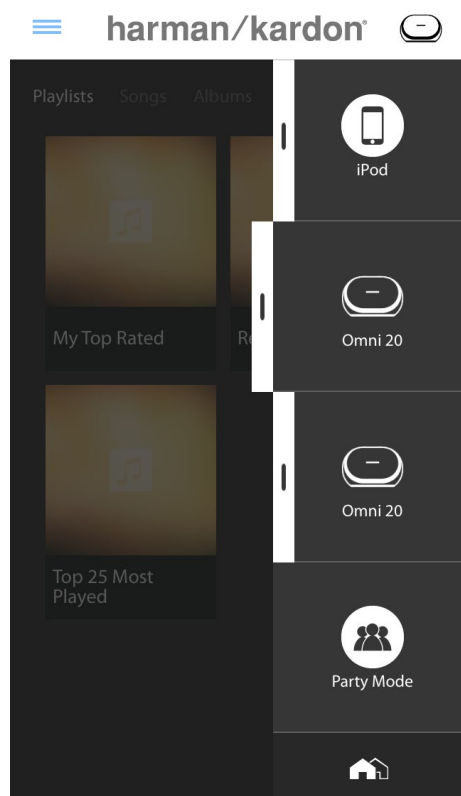 harman/kardon®
Playlists Songs Albums
iPod
My Top Rated
Re
Omni 20
Omni 20
Top 25 Most
Played
Party Mode